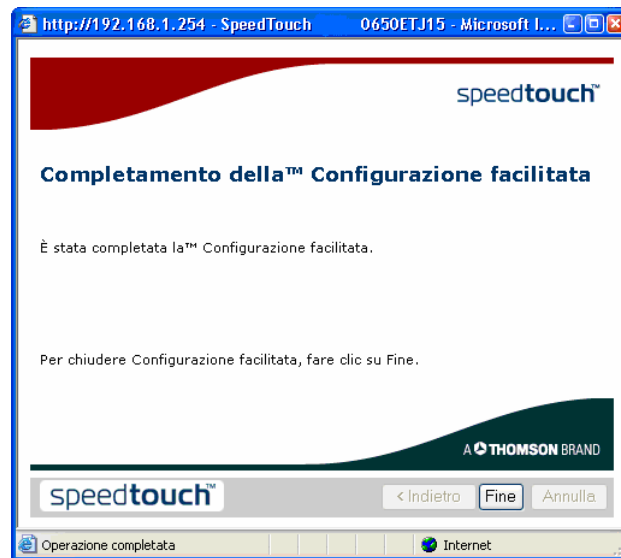 http://192.168.1.254 - SpeedTouch 0650ETJ15 - Microsoft I...
speedtouch™
Completamento della™ Configurazione facilitata
È stata completata la™ Configurazione facilitata.
Per chiudere Configurazione facilitata, fare clic su Fine.
A THOMSON BRAND
speedtouch™
< Indietro Fine Annulla
Operazione completata Internet